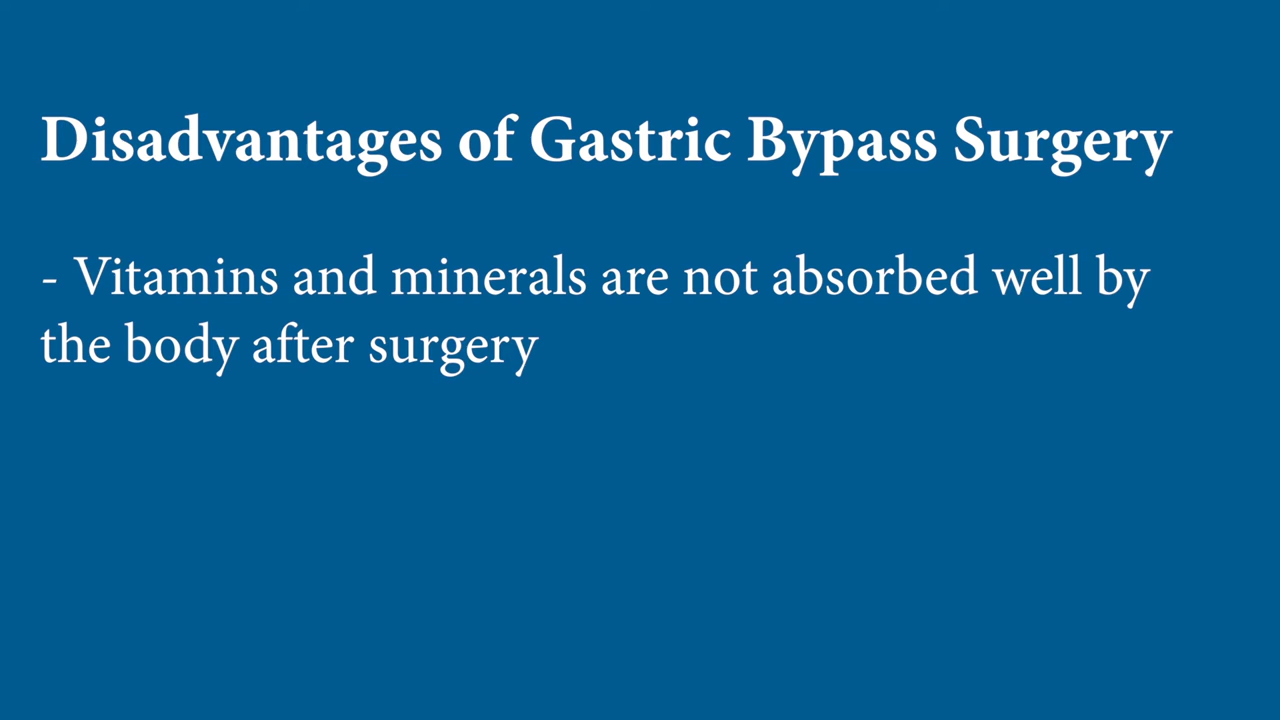 Disadvantages of Gastric Bypass Surgery
- Vitamins and minerals are not absorbed well by
the body after surgery